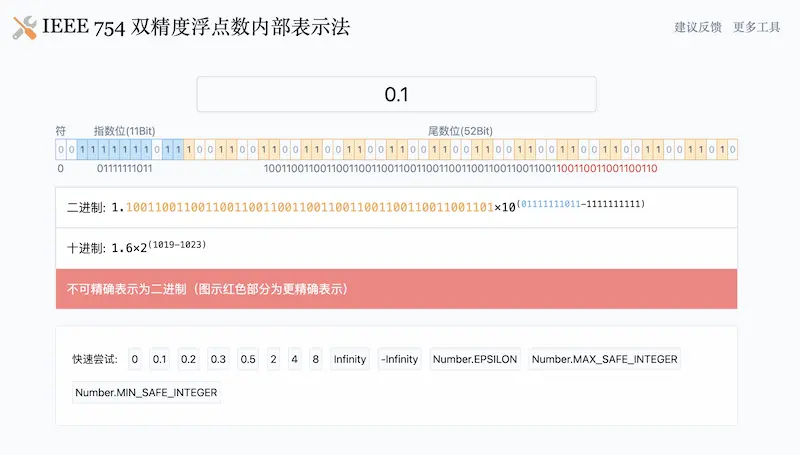 IEEE 754 双精度浮点数内部表示法
建议反馈 更多工具
0.1
符 指数位(11Bit) 尾数位(52Bit)
0 0 1 1 1 1 1 1 1 0 1 1 1 0 0 1 1 0 0 1 1 0 0 1 1 0 0 1 1 0 0 1 1 0 0 1 1 0 0 1 1 0 0 1 1 0 0 1 1 0 0 1 1 0 0 1 1 0 0 1 1 0 1 0
0 01111111011
二进制: 1.100110011001100110011001100110011001100110011001101×10(01111111011-1111111111)
十进制: 1.6×2(1019-1023)
不可精确表示为二进制（图示红色部分为更精确表示）
快速尝试: 0 0.1 0.2 0.3 0.5 2 4 8 Infinity -Infinity Number.EPSILON Number.MAX_SAFE_INTEGER
Number.MIN_SAFE_INTEGER